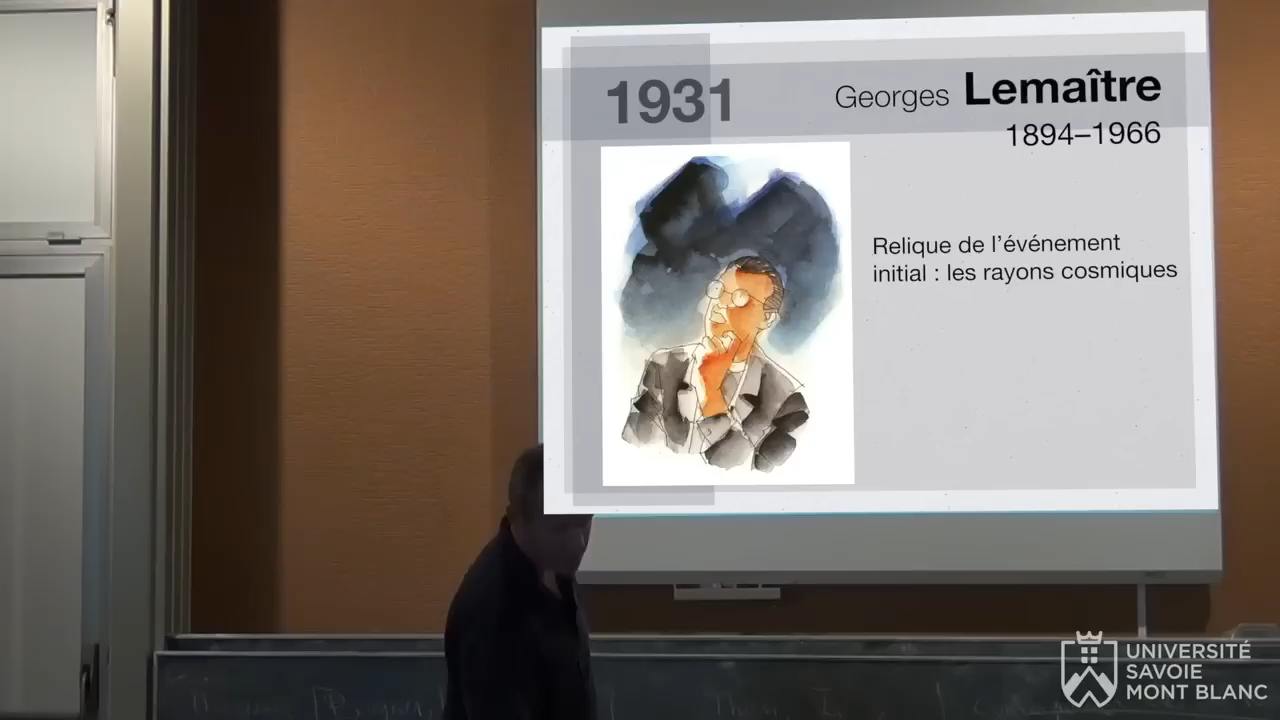 1931
Georges Lemaître
1894–1966
Relique de l’événement
initial : les rayons cosmiques
UNIVERSITÉ
SAVOIE
MONT BLANC